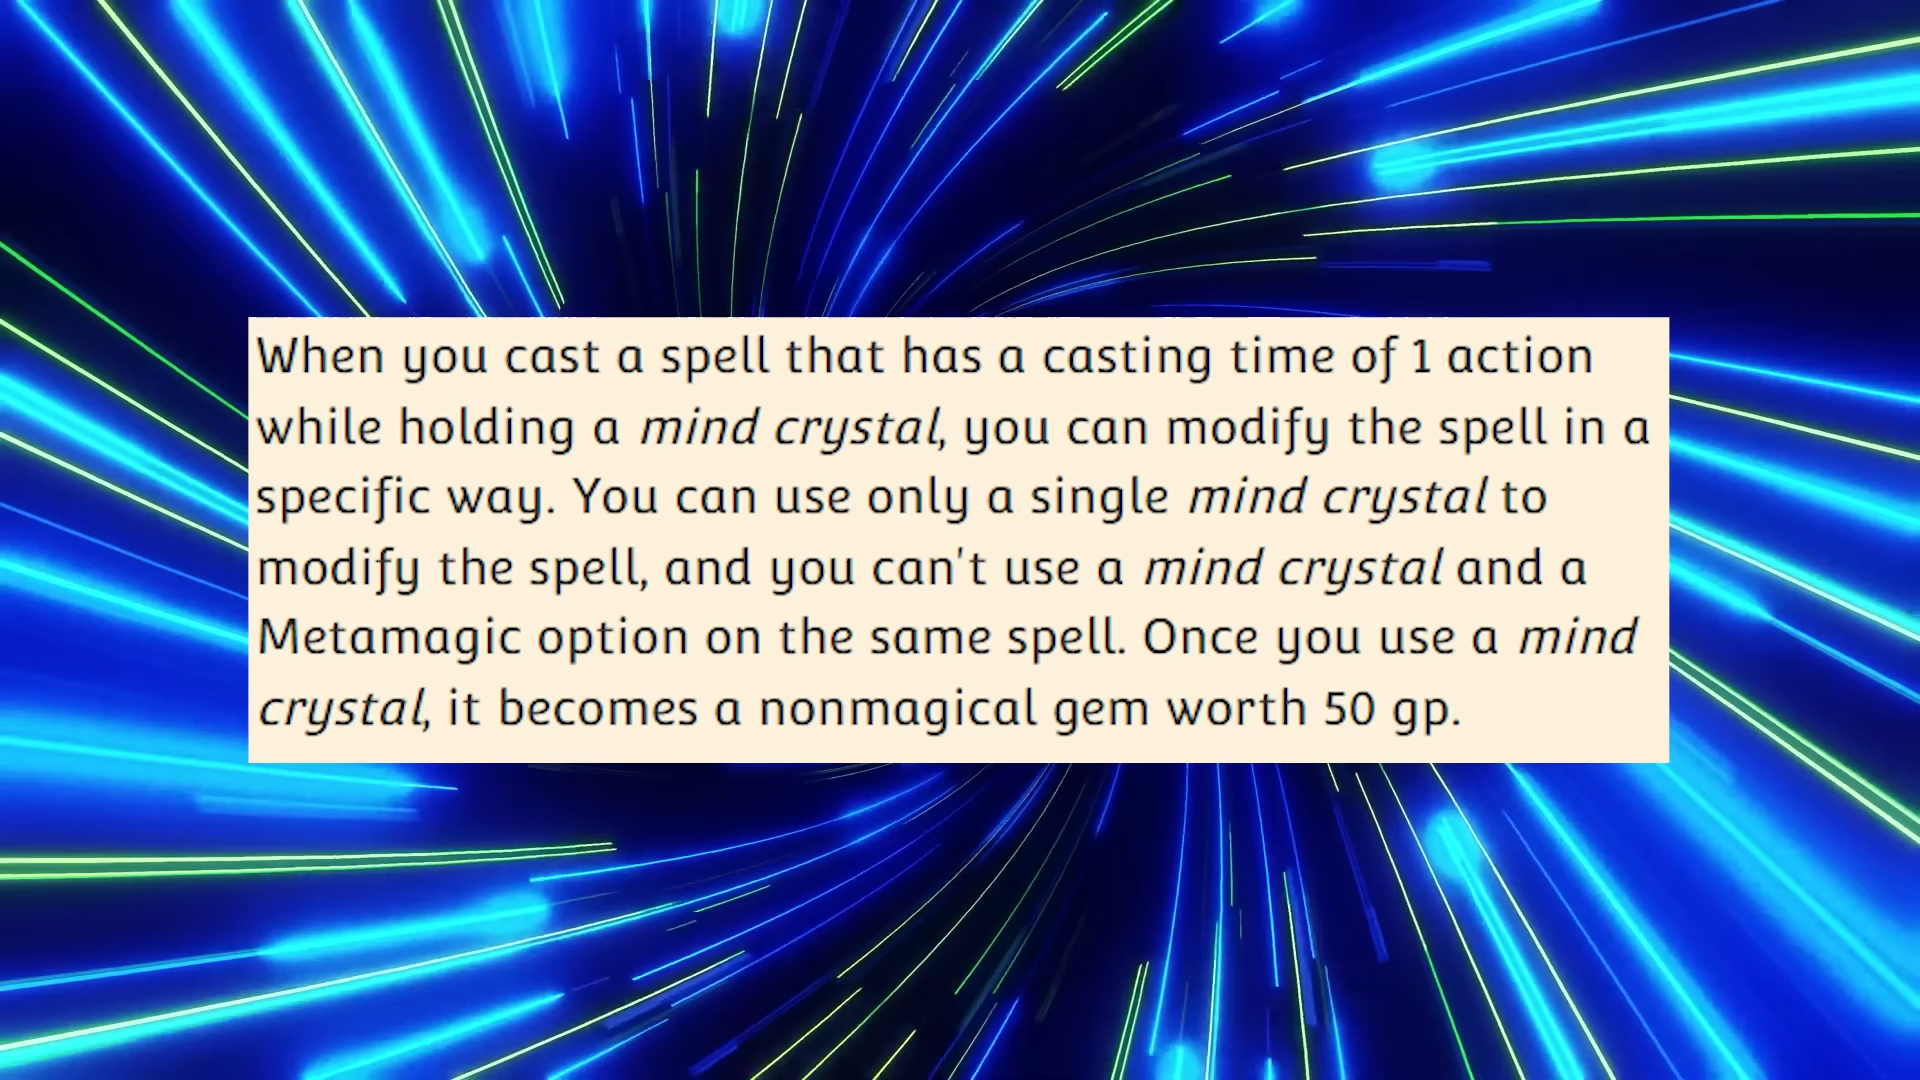 When you cast a spell that has a casting time of 1 action
while holding a mind crystal, you can modify the spell in a
specific way. You can use only a single mind crystal to
modify the spell, and you can't use a mind crystal and a
Metamagic option on the same spell. Once you use a mind
crystal, it becomes a nonmagical gem worth 50 gp.